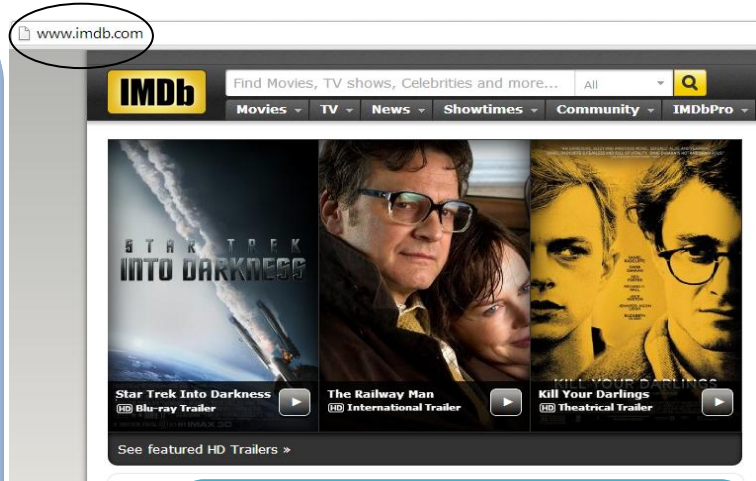 www.imdb.com
IMDb
Find Movies, TV shows, Celebrities and more... All
Movies TV News Showtimes Community IMDbPro
STAR TREK
INTO DARKNESS
KILL YOUR DARLINGS
Star Trek Into Darkness
HD Blu-ray Trailer
The Railway Man
HD International Trailer
Kill Your Darlings
HD Theatrical Trailer
IMAX 3D
See featured HD Trailers »